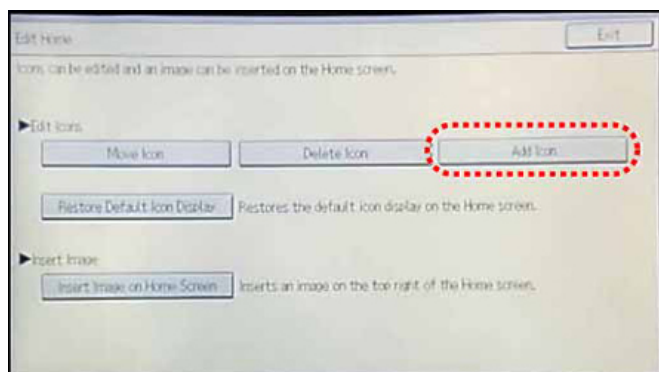 Edit Home
Exit
Icons can be edited and an image can be inserted on the Home screen.
►Edit Icons
Move Icon
Delete Icon
Add Icon
Restore Default Icon Display
Restores the default icon display on the Home screen.
►Insert Image
Insert Image on Home Screen
Inserts an image on the top right of the Home screen.